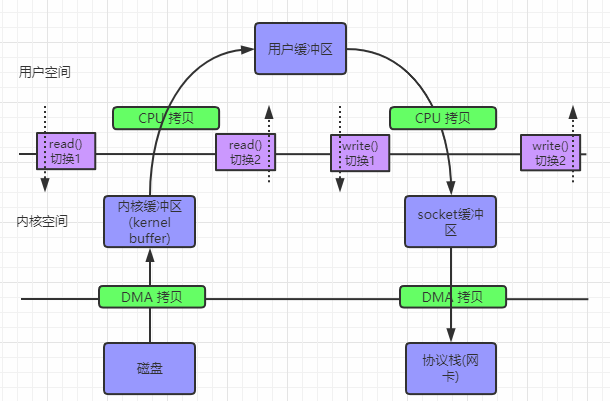 用户缓冲区
用户空间
CPU 拷贝
CPU 拷贝
read()
切换1
read()
切换2
write()
切换1
write()
切换2
内核空间
内核缓冲区
(kernel
buffer)
socket缓冲
区
DMA 拷贝
DMA 拷贝
磁盘
协议栈(网
卡)